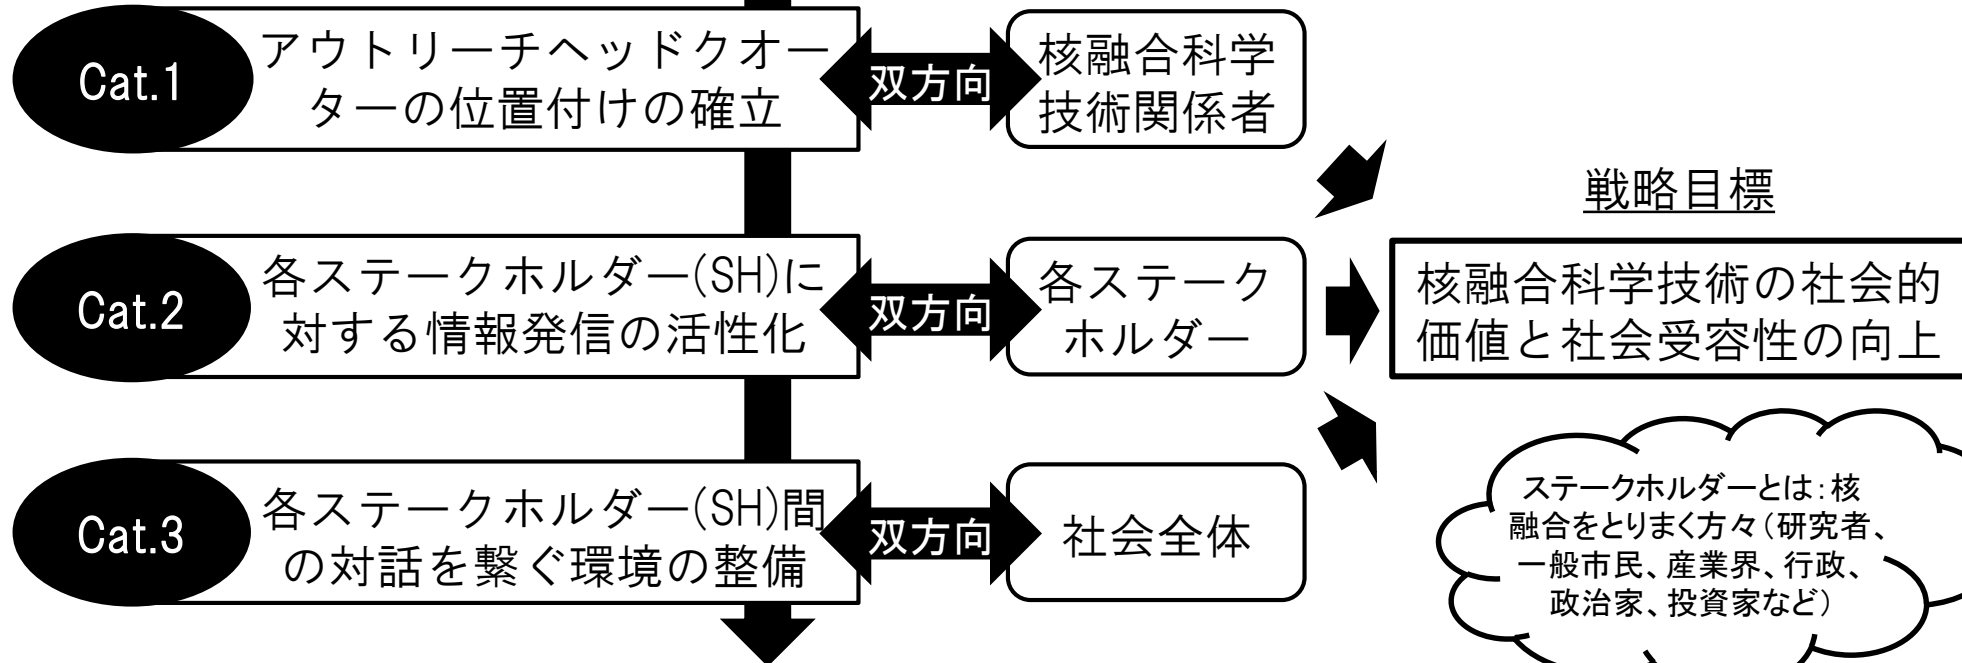 Cat.1
アウトリーチヘッドクオー
ターの位置付けの確立
双方向
核融合科学
技術関係者
戦略目標
Cat.2
各ステークホルダー(SH)に
対する情報発信の活性化
双方向
各ステーク
ホルダー
核融合科学技術の社会的
価値と社会受容性の向上
Cat.3
各ステークホルダー(SH)間
の対話を繋ぐ環境の整備
双方向
社会全体
ステークホルダーとは：核
融合をとりまく方々（研究者、
一般市民、産業界、行政、
政治家、投資家など）